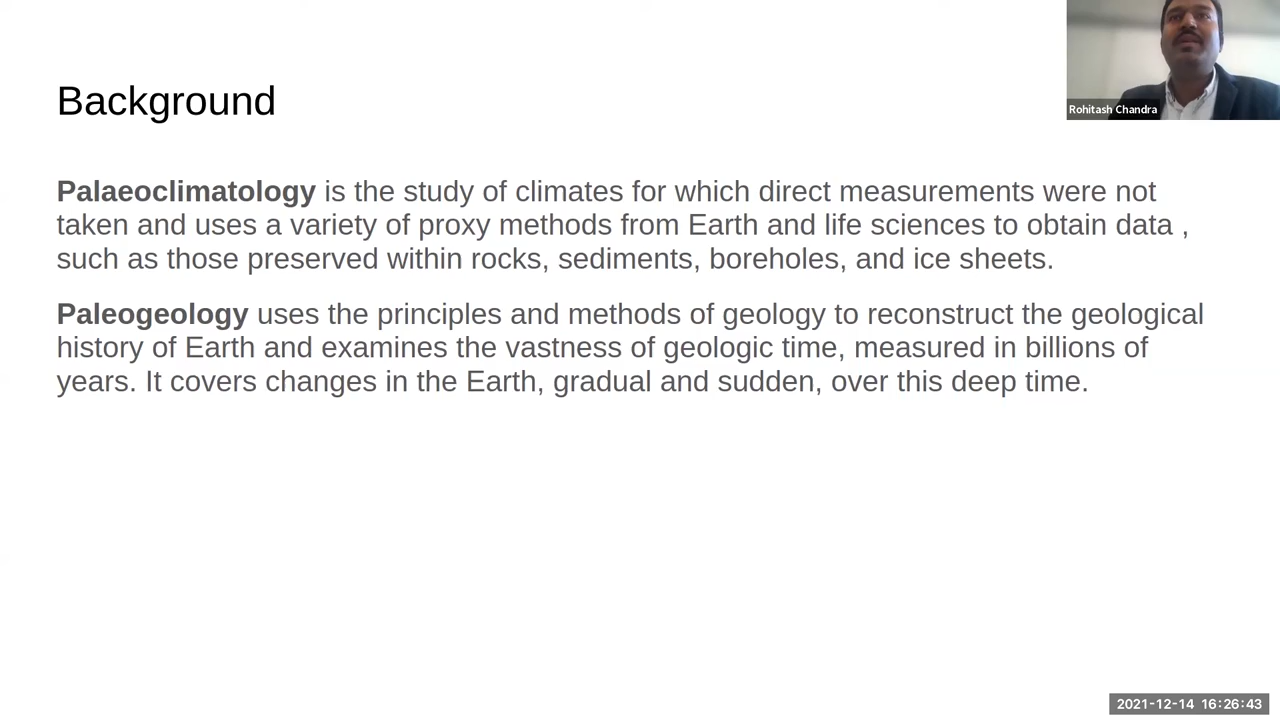 Background
Rohitash Chandra
Palaeoclimatology is the study of climates for which direct measurements were not
taken and uses a variety of proxy methods from Earth and life sciences to obtain data ,
such as those preserved within rocks, sediments, boreholes, and ice sheets.
Paleogeology uses the principles and methods of geology to reconstruct the geological
history of Earth and examines the vastness of geologic time, measured in billions of
years. It covers changes in the Earth, gradual and sudden, over this deep time.
2021-12-14 16:26:43